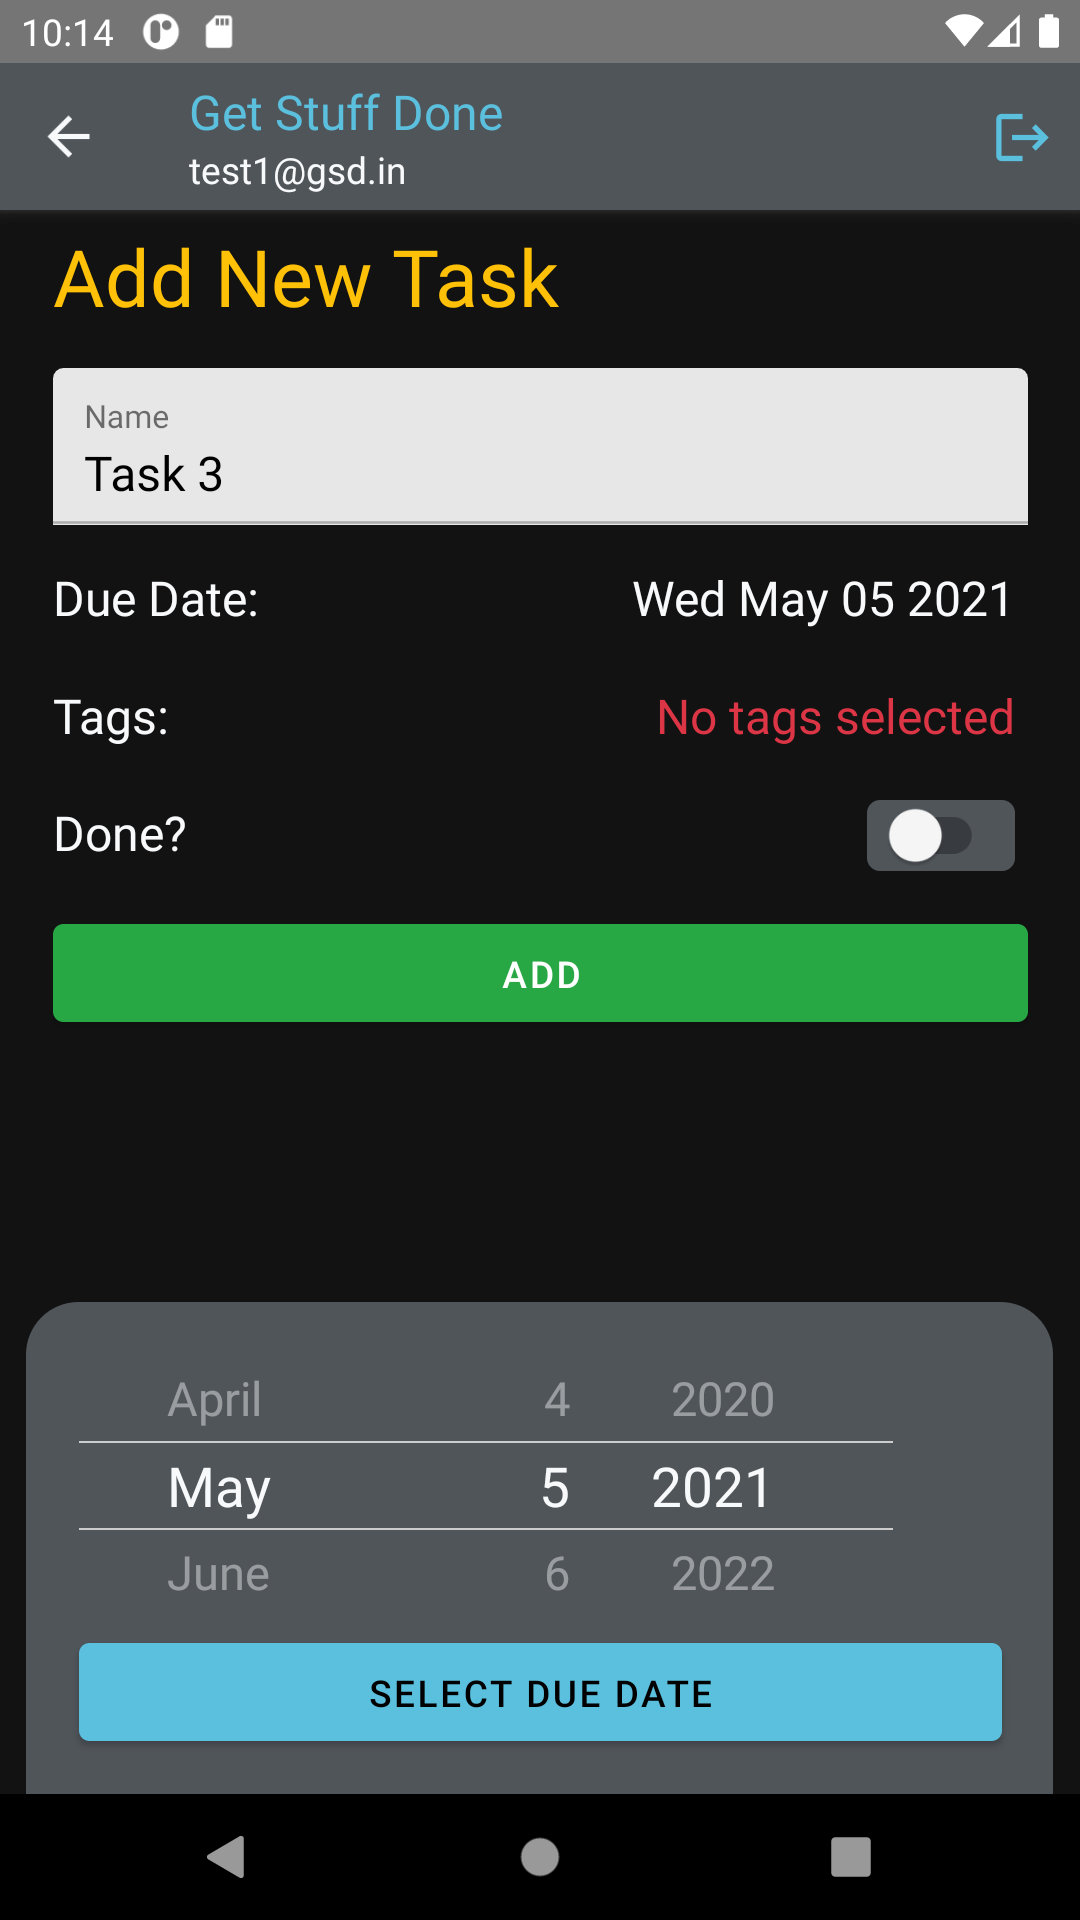 10:14
Get Stuff Done
test1@gsd.in
Add New Task
Name
Task 3
Due Date: Wed May 05 2021
Tags: No tags selected
Done?
ADD
April 4 2020
May 5 2021
June 6 2022
SELECT DUE DATE